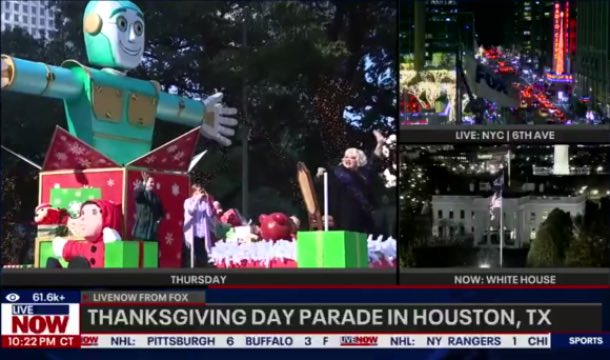 THURSDAY
LIVE: NYC | 6TH AVE
NOW: WHITE HOUSE
61.6k+
LIVENOW FROM FOX
LIVE
NOW
THANKSGIVING DAY PARADE IN HOUSTON, TX
10:22 PM CT
NHL: PITTSBURGH 6 BUFFALO 3 F LIVENOW NHL: NY RANGERS 1 CHI
SPORTS